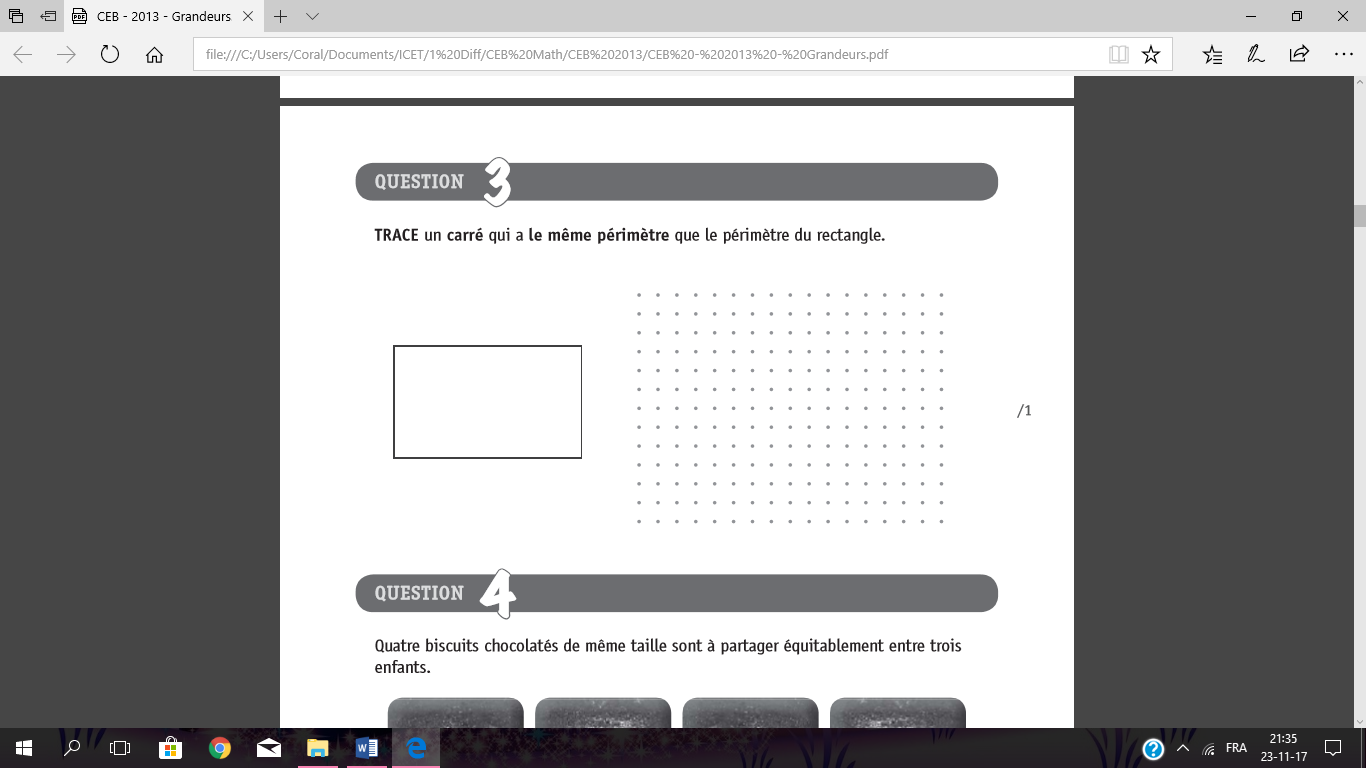 CEB - 2013 - Grandeurs
file:///C:/Users/Coral/Documents/ICET/1%20Diff/CEB%20Math/CEB%202013/CEB%20-%202013%20-%20Grandeurs.pdf
QUESTION 3
TRACE un carré qui a le même périmètre que le périmètre du rectangle.
/1
QUESTION 4
Quatre biscuits chocolatés de même taille sont à partager équitablement entre trois
enfants.
FRA
21:35
23-11-17